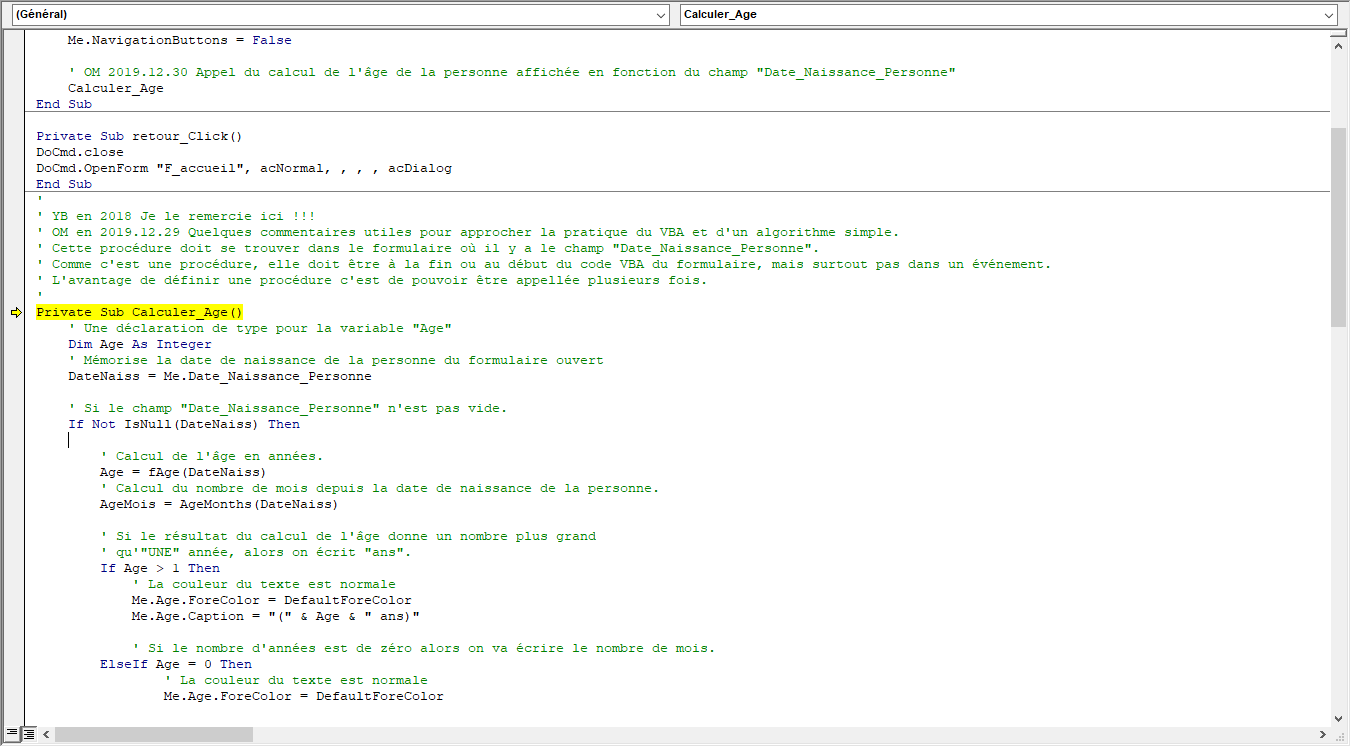 (Général) Calculer_Age
Me.NavigationButtons = False
' OM 2019.12.30 Appel du calcul de l'âge de la personne affichée en fonction du champ "Date_Naissance_Personne"
Calculer_Age
End Sub
Private Sub retour_Click()
DoCmd.close
DoCmd.OpenForm "F_accueil", acNormal, , , , acDialog
End Sub
'
' YB en 2018 Je le remercie ici !!!
' OM en 2019.12.29 Quelques commentaires utiles pour approcher la pratique du VBA et d'un algorithme simple.
' Cette procédure doit se trouver dans le formulaire où il y a le champ "Date_Naissance_Personne".
' Comme c'est une procédure, elle doit être à la fin ou au début du code VBA du formulaire, mais surtout pas dans un événement.
' L'avantage de définir une procédure c'est de pouvoir être appellée plusieurs fois.
'
Private Sub Calculer_Age()
' Une déclaration de type pour la variable "Age"
Dim Age As Integer
' Mémorise la date de naissance de la personne du formulaire ouvert
DateNaiss = Me.Date_Naissance_Personne
' Si le champ "Date_Naissance_Personne" n'est pas vide.
If Not IsNull(DateNaiss) Then
' Calcul de l'âge en années.
Age = fAge(DateNaiss)
' Calcul du nombre de mois depuis la date de naissance de la personne.
AgeMois = AgeMonths(DateNaiss)
' Si le résultat du calcul de l'âge donne un nombre plus grand
' qu'"UNE" année, alors on écrit "ans".
If Age > 1 Then
' La couleur du texte est normale
Me.Age.ForeColor = DefaultForeColor
Me.Age.Caption = "(" & Age & " ans)"
' Si le nombre d'années est de zéro alors on va écrire le nombre de mois.
ElseIf Age = 0 Then
' La couleur du texte est normale
Me.Age.ForeColor = DefaultForeColor